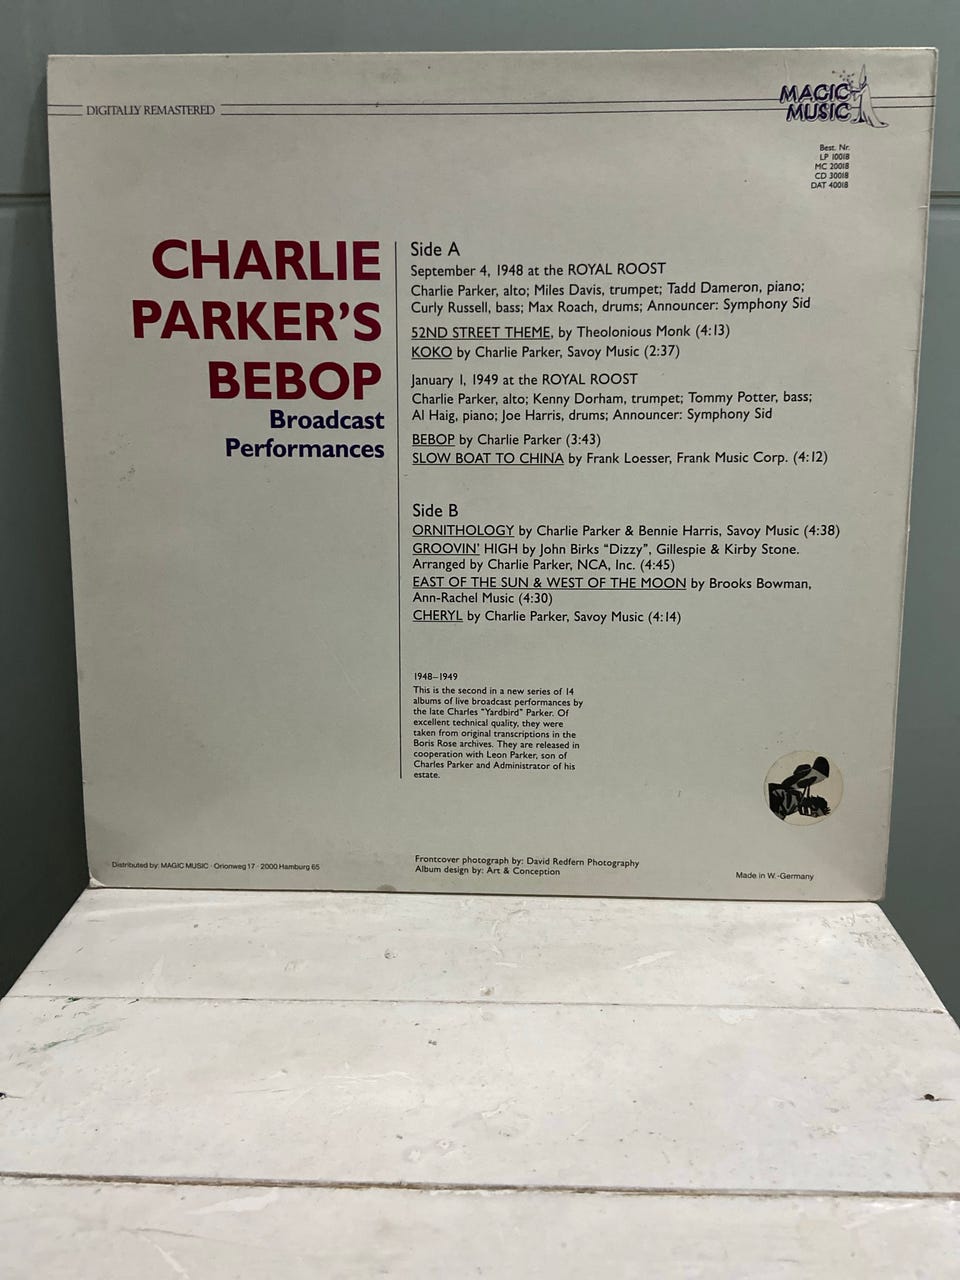 DIGITALLY REMASTERED
MAGIC
MUSIC
Best. Nr.
LP 10018
MC 20018
CD 30018
DAT 40018
CHARLIE
PARKER'S
BEBOP
Broadcast
Performances
Side A
September 4, 1948 at the ROYAL ROOST
Charlie Parker, alto; Miles Davis, trumpet; Tadd Dameron, piano;
Curly Russell, bass; Max Roach, drums; Announcer: Symphony Sid
52ND STREET THEME, by Theolonious Monk (4:13)
KOKO by Charlie Parker, Savoy Music (2:37)
January 1, 1949 at the ROYAL ROOST
Charlie Parker, alto; Kenny Dorham, trumpet; Tommy Potter, bass;
Al Haig, piano; Joe Harris, drums; Announcer: Symphony Sid
BEBOP by Charlie Parker (3:43)
SLOW BOAT TO CHINA by Frank Loesser, Frank Music Corp. (4:12)
Side B
ORNITHOLOGY by Charlie Parker & Bennie Harris, Savoy Music (4:38)
GROOVIN' HIGH by John Birks "Dizzy", Gillespie & Kirby Stone.
Arranged by Charlie Parker, NCA, Inc. (4:45)
EAST OF THE SUN & WEST OF THE MOON by Brooks Bowman,
Ann-Rachel Music (4:30)
CHERYL by Charlie Parker, Savoy Music (4:14)
1948–1949
This is the second in a new series of 14
albums of live broadcast performances by
the late Charles "Yardbird" Parker. Of
excellent technical quality, they were
taken from original transcriptions in the
Boris Rose archives. They are released in
cooperation with Leon Parker, son of
Charles Parker and Administrator of his
estate.
Distributed by: MAGIC MUSIC · Orionweg 17 · 2000 Hamburg 65
Frontcover photograph by: David Redfern Photography
Album design by: Art & Conception
Made in W.-Germany